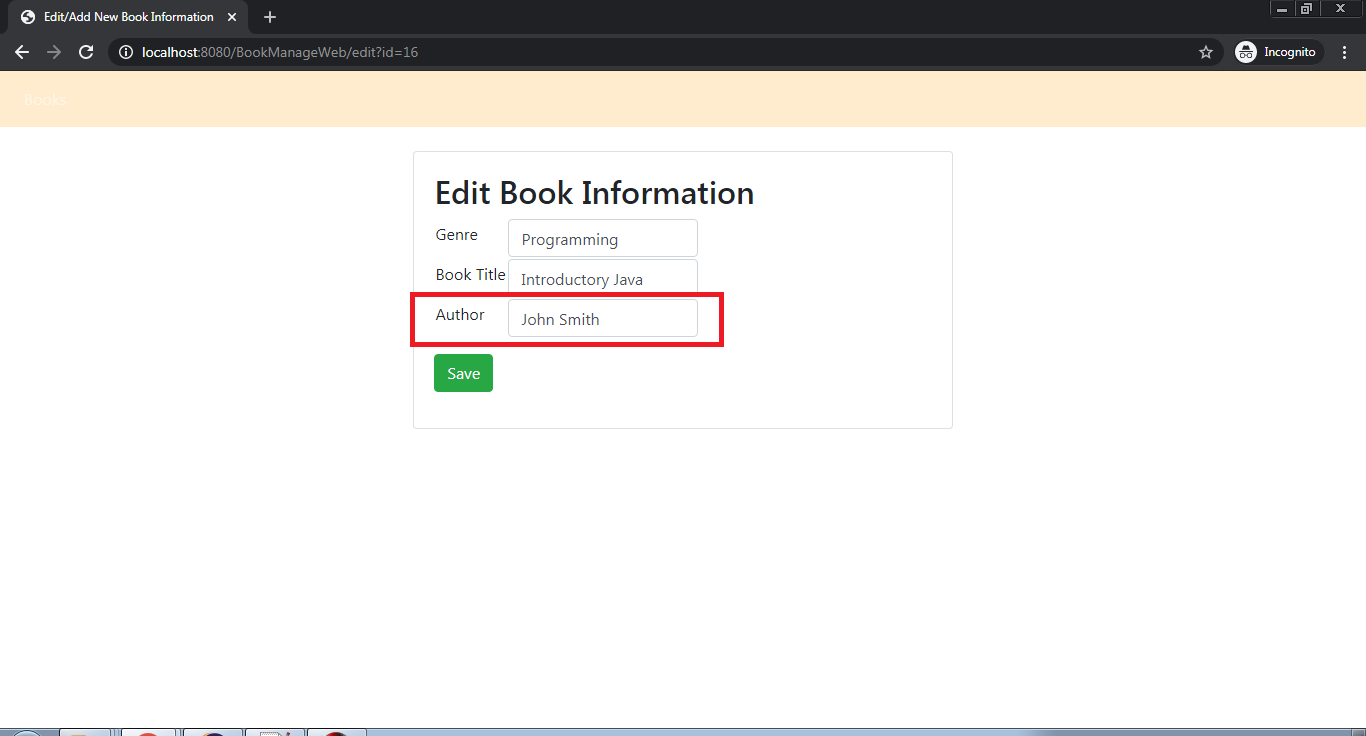 Edit/Add New Book Information
localhost:8080/BookManageWeb/edit?id=16
Incognito
Books
Edit Book Information
Genre Programming
Book Title Introductory Java
Author John Smith
Save